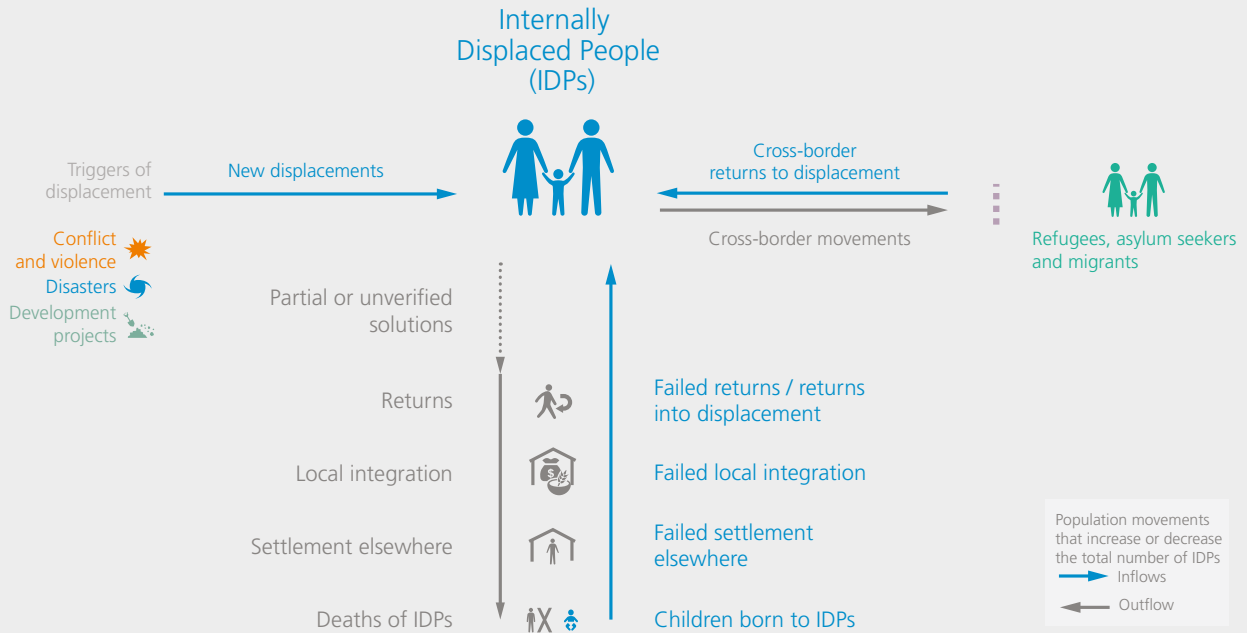 Internally
Displaced People
(IDPs)
Triggers of
displacement
New displacements
Cross-border
returns to displacement
Cross-border movements
Refugees, asylum seekers
and migrants
Conflict
and violence
Disasters
Development
projects
Partial or unverified
solutions
Returns
Failed returns / returns
into displacement
Local integration
$
Failed local integration
Settlement elsewhere
Failed settlement
elsewhere
Deaths of IDPs
Children born to IDPs
Population movements
that increase or decrease
the total number of IDPs
Inflows
Outflow